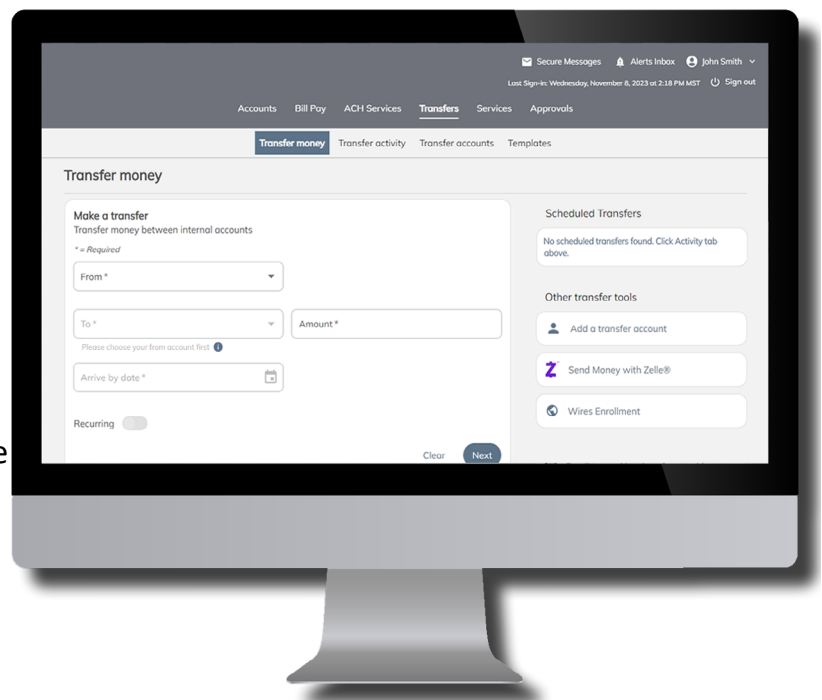 Secure Messages Alerts Inbox John Smith
Last Sign-in: Wednesday, November 8, 2023 at 2:18 PM MST Sign out
Accounts Bill Pay ACH Services Transfers Services Approvals
Transfer money Transfer activity Transfer accounts Templates
Transfer money
Make a transfer
Transfer money between internal accounts
* = Required
From *
To *
Amount *
Please choose your from account first
Arrive by date *
Recurring
Clear Next
Scheduled Transfers
No scheduled transfers found. Click Activity tab
above.
Other transfer tools
Add a transfer account
Z Send Money with Zelle®
Wires Enrollment
e